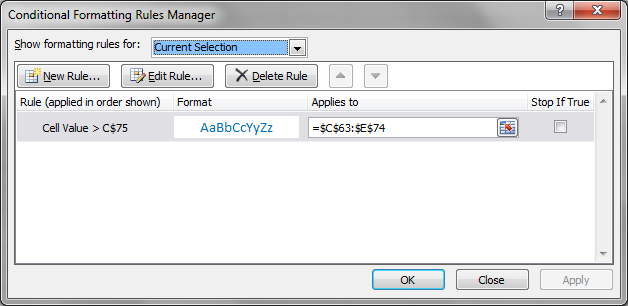 Conditional Formatting Rules Manager
Show formatting rules for: Current Selection
New Rule... Edit Rule... Delete Rule
Rule (applied in order shown) Format Applies to Stop If True
Cell Value > C$75 AaBbCcYyZz =$C$63:$E$74
OK Close Apply